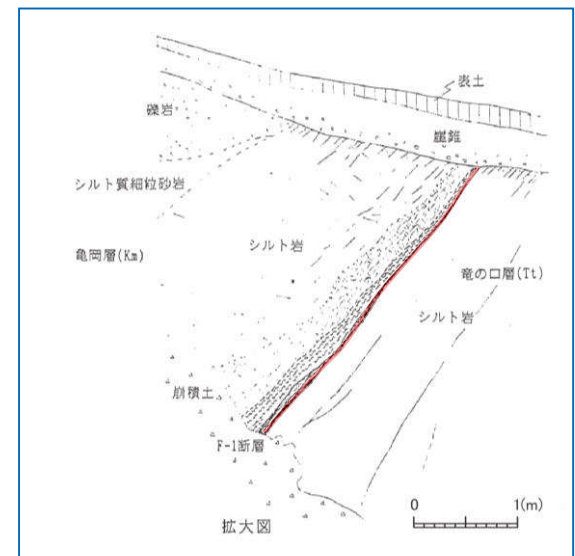 表土
礫岩
崖錐
シルト質細粒砂岩
シルト岩
亀岡層(Km)
竜の口層(Tt)
シルト岩
崩積土
F-1断層
0 1(m)
拡大図